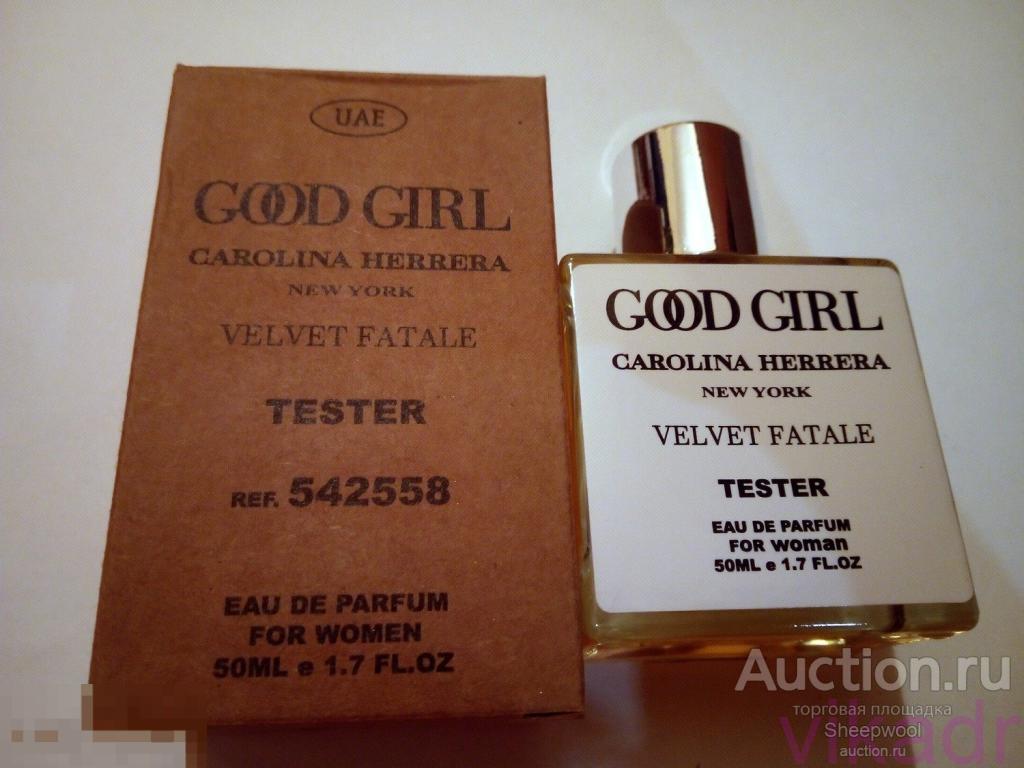 UAE
GOOD GIRL
CAROLINA HERRERA
NEW YORK
VELVET FATALE
TESTER
REF. 542558
EAU DE PARFUM
FOR WOMEN
50ML e 1.7 FL.OZ
GOOD GIRL
CAROLINA HERRERA
NEW YORK
VELVET FATALE
TESTER
EAU DE PARFUM
FOR woman
50ML e 1.7 FL.OZ
Auction.ru
торговая площадка
Sheepwool
auction.ru
vikadr